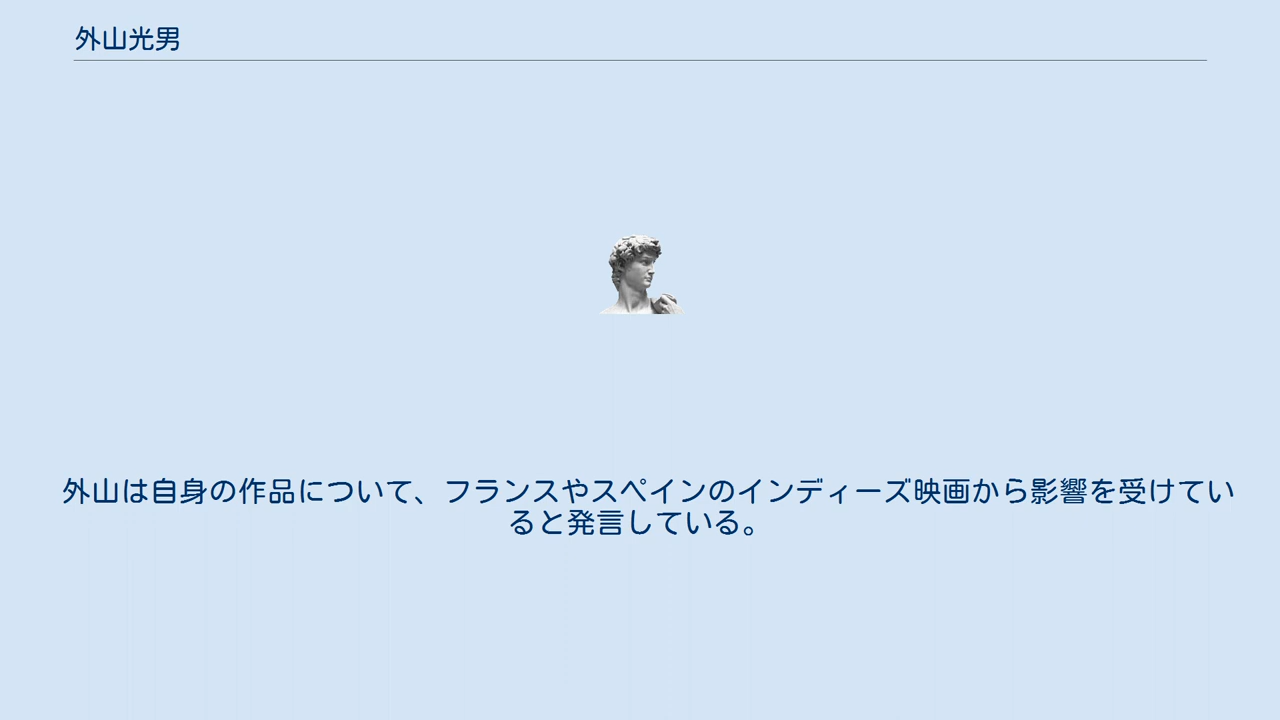 外山光男
外山は自身の作品について、フランスやスペインのインディーズ映画から影響を受けてい
ると発言している。